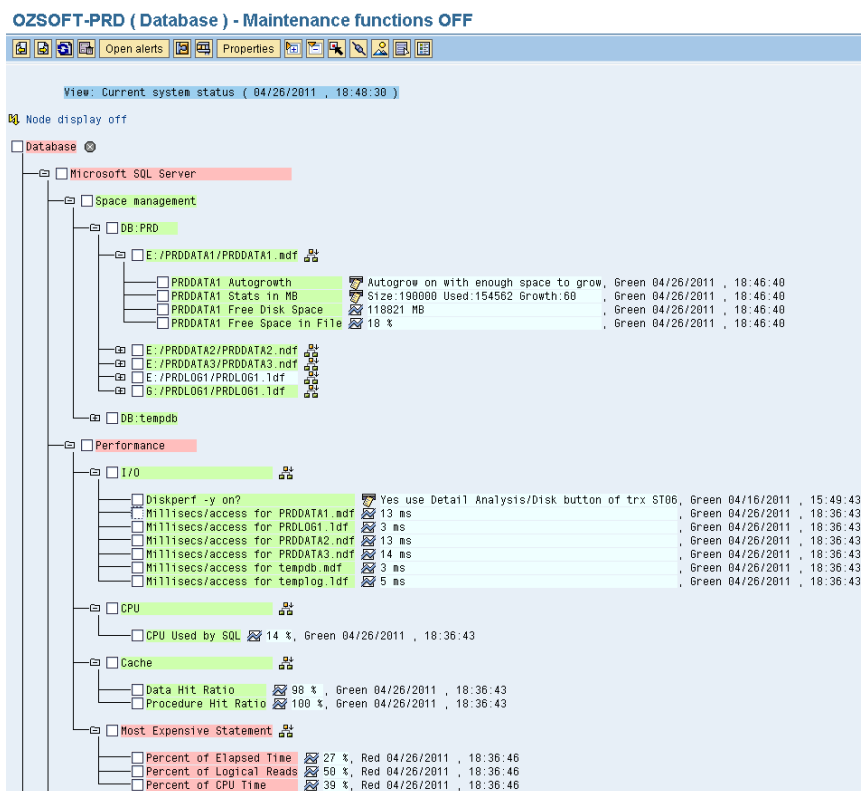 OZSOFT-PRD ( Database ) - Maintenance functions OFF
Open alerts Properties
View: Current system status ( 04/26/2011 , 18:48:30 )
Node display off
Database
Microsoft SQL Server
Space management
DB:PRD
E:/PRDDATA1/PRDDATA1.mdf
PRDDATA1 Autogrowth Autogrow on with enough space to grow, Green 04/26/2011 , 18:46:40
PRDDATA1 Stats in MB Size:190000 Used:154562 Growth:60 , Green 04/26/2011 , 18:46:40
PRDDATA1 Free Disk Space 118821 MB , Green 04/26/2011 , 18:46:40
PRDDATA1 Free Space in File 18 % , Green 04/26/2011 , 18:46:40
E:/PRDDATA2/PRDDATA2.ndf
E:/PRDDATA3/PRDDATA3.ndf
E:/PRDLOG1/PRDLOG1.ldf
G:/PRDLOG1/PRDLOG1.ldf
DB:tempdb
Performance
I/O
Diskperf -y on? Yes use Detail Analysis/Disk button of trx ST06, Green 04/16/2011 , 15:49:43
Millisecs/access for PRDDATA1.mdf 13 ms , Green 04/26/2011 , 18:36:43
Millisecs/access for PRDLOG1.ldf 3 ms , Green 04/26/2011 , 18:36:43
Millisecs/access for PRDDATA2.ndf 13 ms , Green 04/26/2011 , 18:36:43
Millisecs/access for PRDDATA3.ndf 14 ms , Green 04/26/2011 , 18:36:43
Millisecs/access for tempdb.mdf 3 ms , Green 04/26/2011 , 18:36:43
Millisecs/access for templog.ldf 5 ms , Green 04/26/2011 , 18:36:43
CPU
CPU Used by SQL 14 %, Green 04/26/2011 , 18:36:43
Cache
Data Hit Ratio 98 % , Green 04/26/2011 , 18:36:43
Procedure Hit Ratio 100 %, Green 04/26/2011 , 18:36:43
Most Expensive Statement
Percent of Elapsed Time 27 %, Red 04/26/2011 , 18:36:46
Percent of Logical Reads 50 %, Red 04/26/2011 , 18:36:46
Percent of CPU Time 39 %, Red 04/26/2011 , 18:36:46